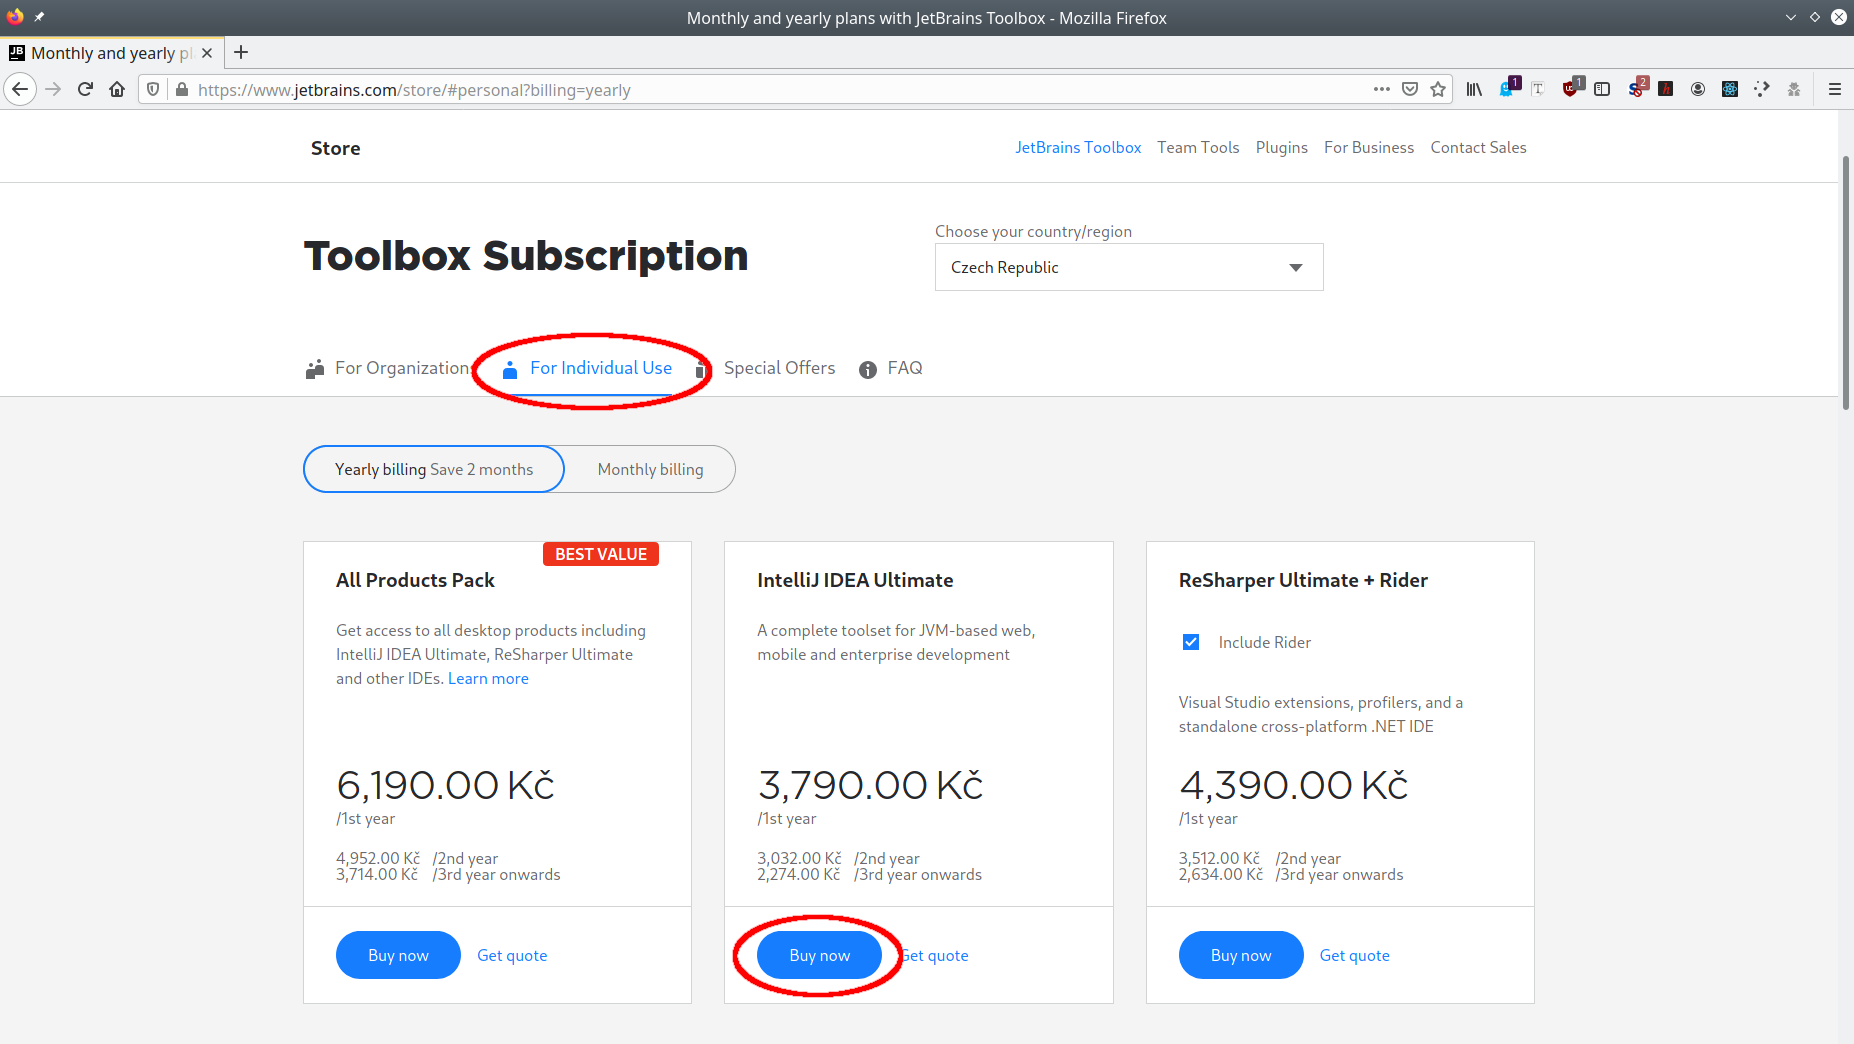 Monthly and yearly plans with JetBrains Toolbox - Mozilla Firefox
JB Monthly and yearly pl
https://www.jetbrains.com/store/#personal?billing=yearly
1
1
2
Store
JetBrains Toolbox Team Tools Plugins For Business Contact Sales
Toolbox Subscription
Choose your country/region
Czech Republic
For Organizations For Individual Use Special Offers FAQ
Yearly billing Save 2 months Monthly billing
BEST VALUE
All Products Pack
Get access to all desktop products including
IntelliJ IDEA Ultimate, ReSharper Ultimate
and other IDEs. Learn more
6,190.00 Kč
/1st year
4,952.00 Kč /2nd year
3,714.00 Kč /3rd year onwards
Buy now Get quote
IntelliJ IDEA Ultimate
A complete toolset for JVM-based web,
mobile and enterprise development
3,790.00 Kč
/1st year
3,032.00 Kč /2nd year
2,274.00 Kč /3rd year onwards
Buy now Get quote
ReSharper Ultimate + Rider
Include Rider
Visual Studio extensions, profilers, and a
standalone cross-platform .NET IDE
4,390.00 Kč
/1st year
3,512.00 Kč /2nd year
2,634.00 Kč /3rd year onwards
Buy now Get quote